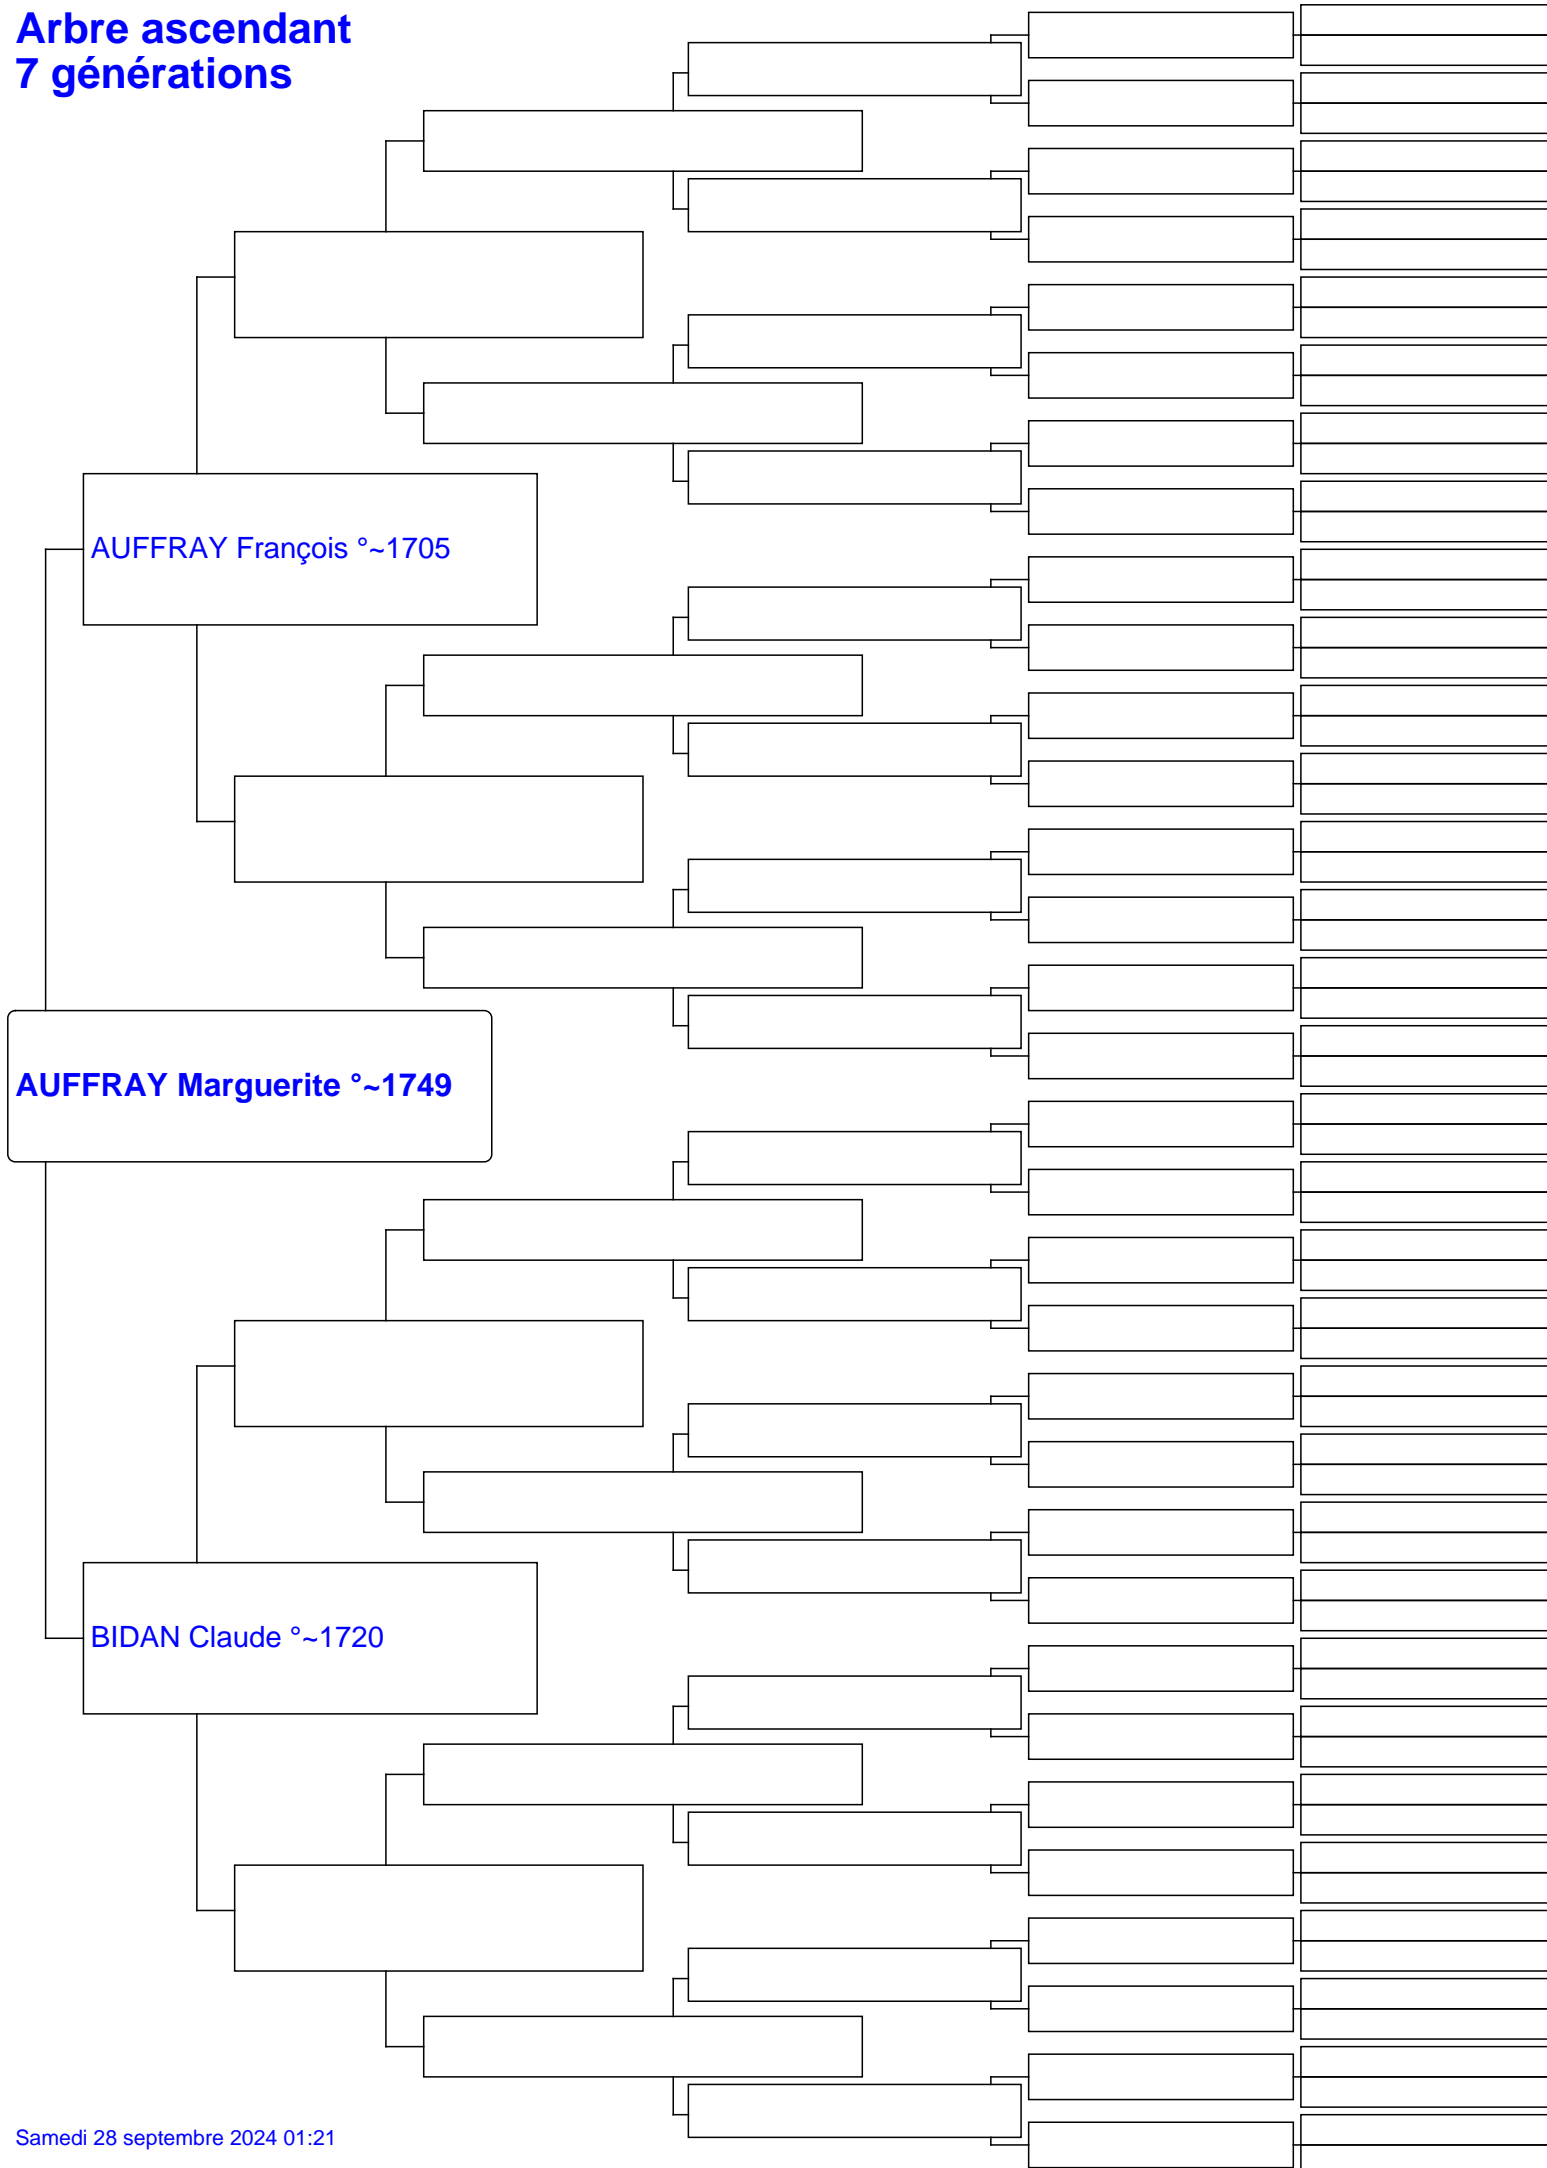 Arbre ascendant
7 générations
AUFFRAY François °~1705
AUFFRAY Marguerite °~1749
BIDAN Claude °~1720
Samedi 28 septembre 2024 01:21